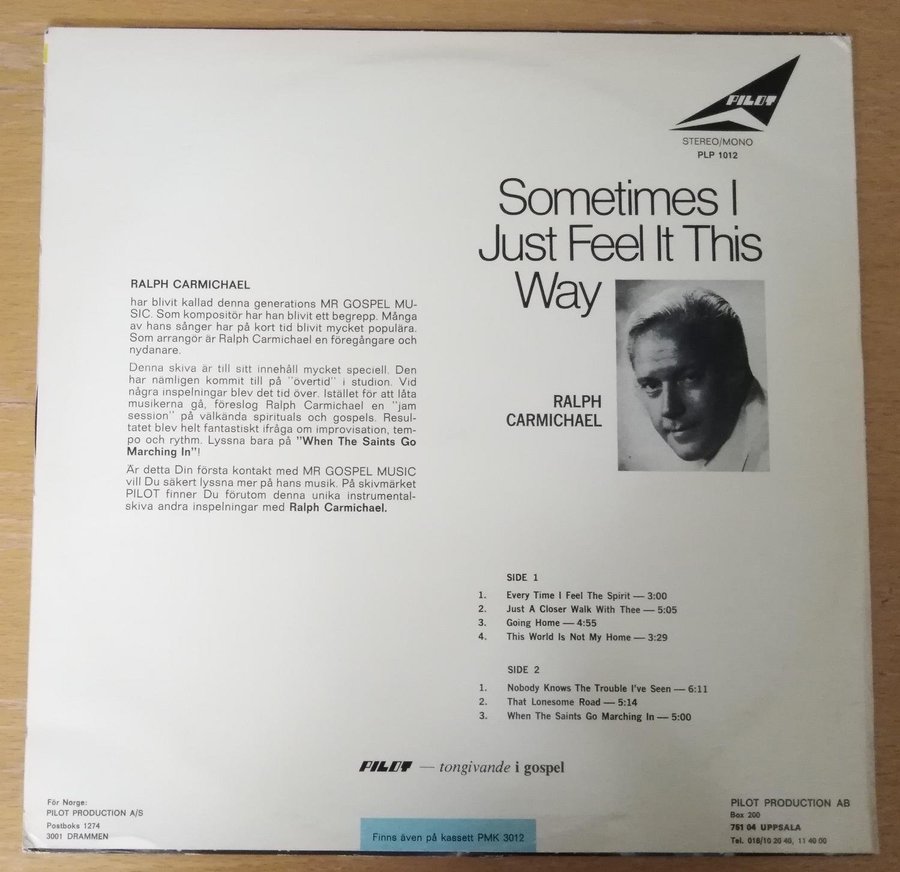 PILOT
STEREO/MONO
PLP 1012
Sometimes I
Just Feel It This
Way
RALPH
CARMICHAEL
RALPH CARMICHAEL
har blivit kallad denna generations MR GOSPEL MU-
SIC. Som kompositör har han blivit ett begrepp. Många
av hans sånger har på kort tid blivit mycket populära.
Som arrangör är Ralph Carmichael en föregångare och
nydanare.
Denna skiva är till sitt innehåll mycket speciell. Den
har nämligen kommit till på "övertid" i studion. Vid
några inspelningar blev det tid över. Istället för att låta
musikerna gå, föreslog Ralph Carmichael en "jam
session" på välkända spirituals och gospels. Resul-
tatet blev helt fantastiskt ifråga om improvisation, tem-
po och rythm. Lyssna bara på "When The Saints Go
Marching In"!
Är detta Din första kontakt med MR GOSPEL MUSIC
vill Du säkert lyssna mer på hans musik. På skivmärket
PILOT finner Du förutom denna unika instrumental-
skiva andra inspelningar med Ralph Carmichael.
SIDE 1
1. Every Time I Feel The Spirit — 3:00
2. Just A Closer Walk With Thee — 5:05
3. Going Home — 4:55
4. This World Is Not My Home — 3:29
SIDE 2
1. Nobody Knows The Trouble I've Seen — 6:11
2. That Lonesome Road — 5:14
3. When The Saints Go Marching In — 5:00
PILOT — tongivande i gospel
För Norge:
PILOT PRODUCTION A/S
Postboks 1274
3001 DRAMMEN
Finns även på kassett PMK 3012
PILOT PRODUCTION AB
Box 200
751 04 UPPSALA
Tel. 018/10 20 40, 11 40 00